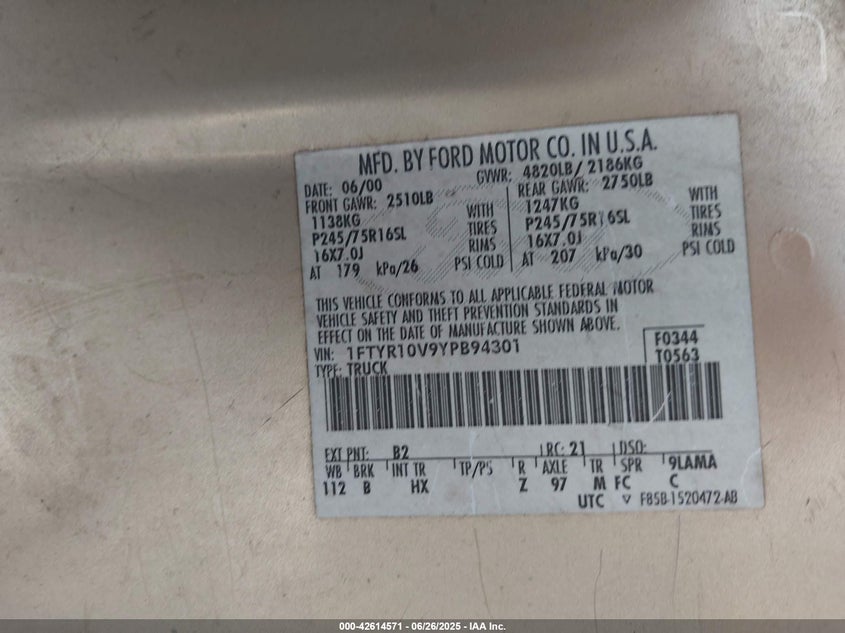 MFD. BY FORD MOTOR CO. IN U.S.A.
DATE: 06/00 GVWR: 4820LB/ 2186KG
FRONT GAWR: 2510LB REAR GAWR: 2750LB
1138KG WITH 1247KG WITH
P245/75R16SL TIRES P245/75R16SL TIRES
16X7.0J RIMS 16X7.0J RIMS
AT 179 kPa/26 PSI COLD AT 207 kPa/30 PSI COLD
THIS VEHICLE CONFORMS TO ALL APPLICABLE FEDERAL MOTOR
VEHICLE SAFETY AND THEFT PREVENTION STANDARDS IN
EFFECT ON THE DATE OF MANUFACTURE SHOWN ABOVE.
VIN: 1FTYR10V9YPB94301 F0344
TYPE: TRUCK T0563
EXT PNT: B2 RC: 21 DSO:
WB BRK INT TR TP/PS R AXLE TR SPR 9LAMA
112 B HX Z 97 M FC C
UTC ▽ F85B-1520472-AB
000-42614571 | 06/26/2025 - IAA Inc.